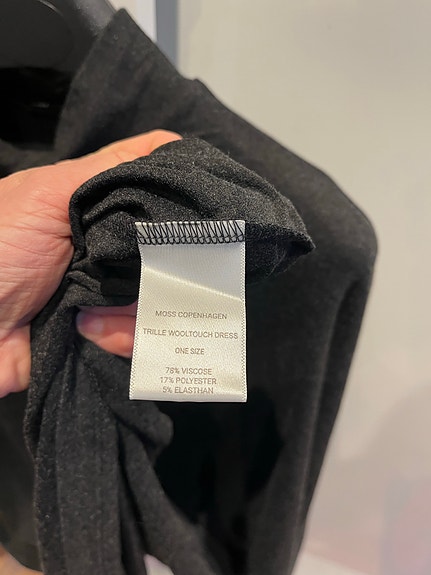 MOSS COPENHAGEN
TRILLE WOOLTOUCH DRESS
ONE SIZE
78% VISCOSE
17% POLYESTER
5% ELASTHAN